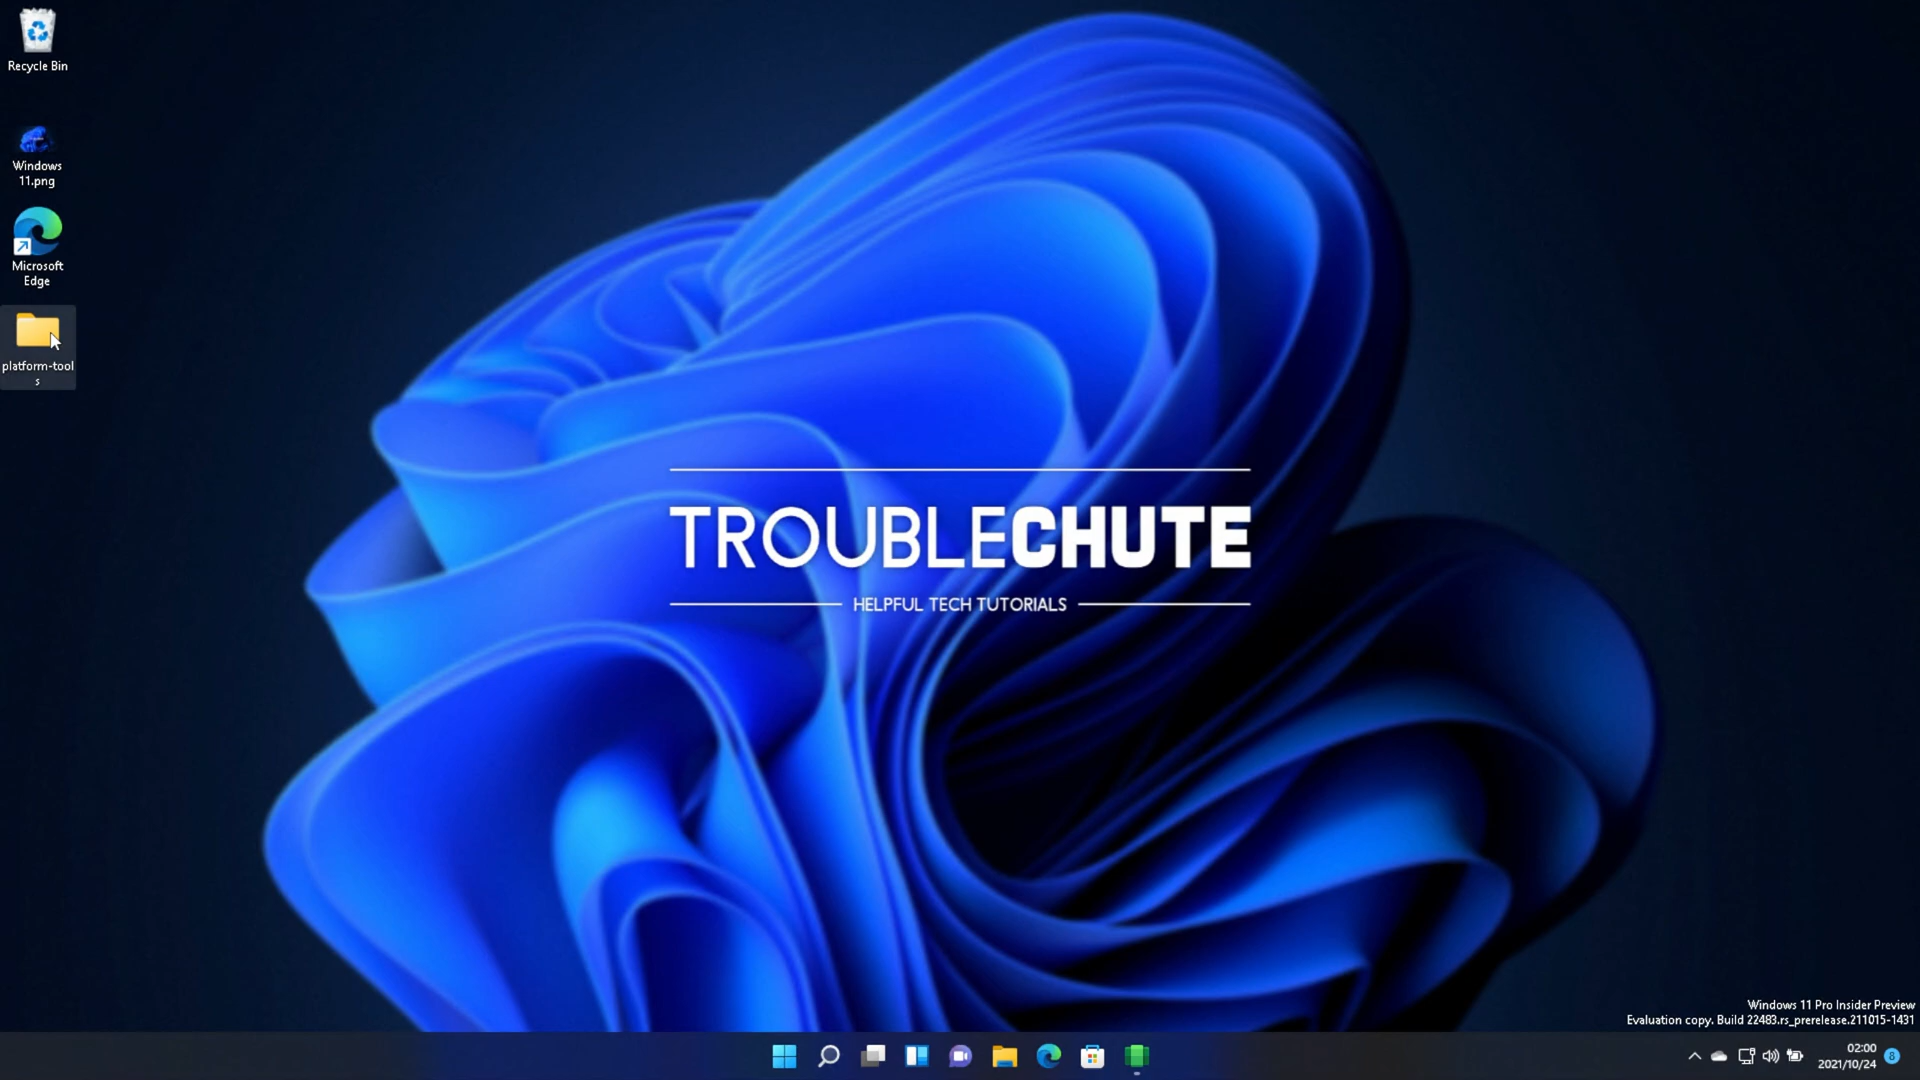 Recycle Bin
Windows
11.png
Microsoft
Edge
platform-tool
s
TROUBLECHUTE
HELPFUL TECH TUTORIALS
Windows 11 Pro Insider Preview
Evaluation copy. Build 22483.rs_prerelease.211015-1431
02:00
2021/10/24
8